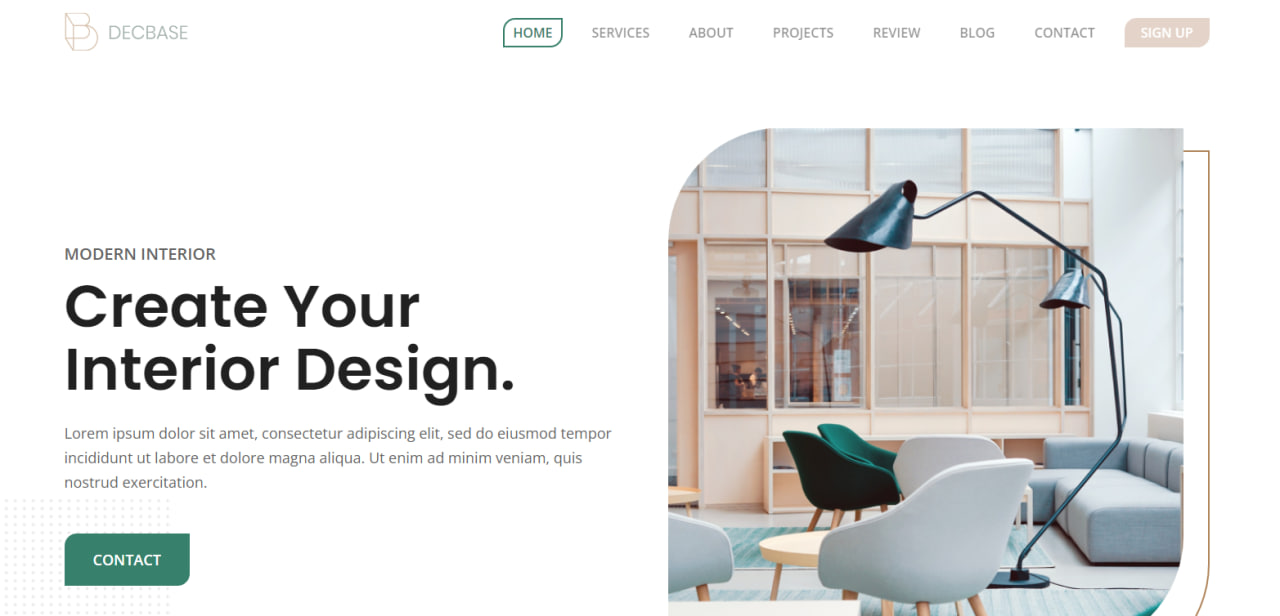 DECBASE
HOME SERVICES ABOUT PROJECTS REVIEW BLOG CONTACT SIGN UP
MODERN INTERIOR
Create Your
Interior Design.
Lorem ipsum dolor sit amet, consectetur adipiscing elit, sed do eiusmod tempor
incididunt ut labore et dolore magna aliqua. Ut enim ad minim veniam, quis
nostrud exercitation.
CONTACT